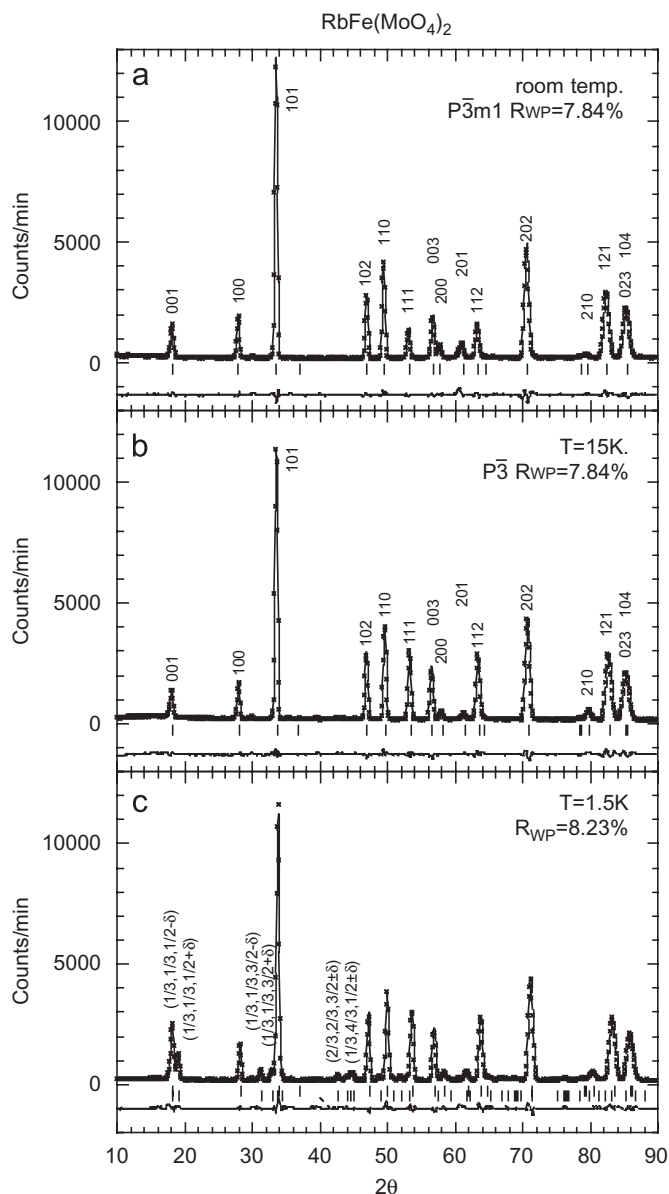 RbFe(MoO₄)₂
a
room temp.
P3̄m1 RWP=7.84%
10000
5000
0
Counts/min
001
100
101
102
110
111
003
200
201
112
202
210
121
023
104
b
T=15K.
P3̄ RWP=7.84%
10000
5000
0
Counts/min
001
100
101
102
110
111
003
200
201
112
202
210
121
023
104
c
T=1.5K
RWP=8.23%
10000
5000
0
Counts/min
(1/3,1/3,1/2-δ)
(1/3,1/3,1/2+δ)
(1/3,1/3,3/2-δ)
(1/3,1/3,3/2+δ)
(2/3,2/3,3/2±δ)
(1/3,4/3,1/2±δ)
10 20 30 40 50 60 70 80 90
2θ